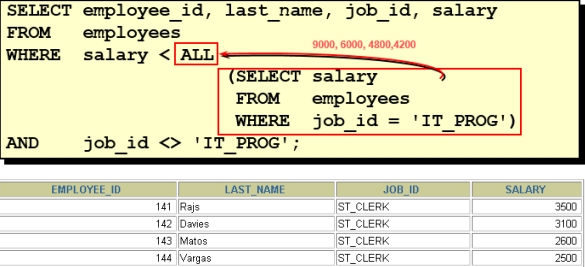 SELECT employee_id, last_name, job_id, salary
FROM employees
WHERE salary < ALL
9000, 6000, 4800,4200
(SELECT salary
FROM employees
WHERE job_id = 'IT_PROG')
AND job_id <> 'IT_PROG';
EMPLOYEE_ID LAST_NAME JOB_ID SALARY
141 Rajs ST_CLERK 3500
142 Davies ST_CLERK 3100
143 Matos ST_CLERK 2600
144 Vargas ST_CLERK 2500